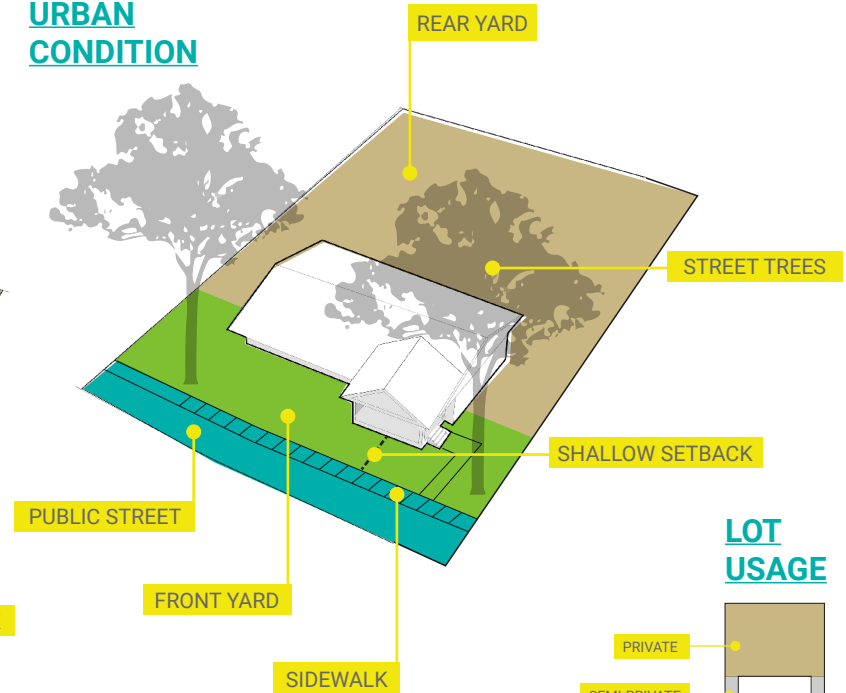 URBAN
CONDITION
REAR YARD
STREET TREES
SHALLOW SETBACK
PUBLIC STREET
FRONT YARD
SIDEWALK
LOT
USAGE
PRIVATE